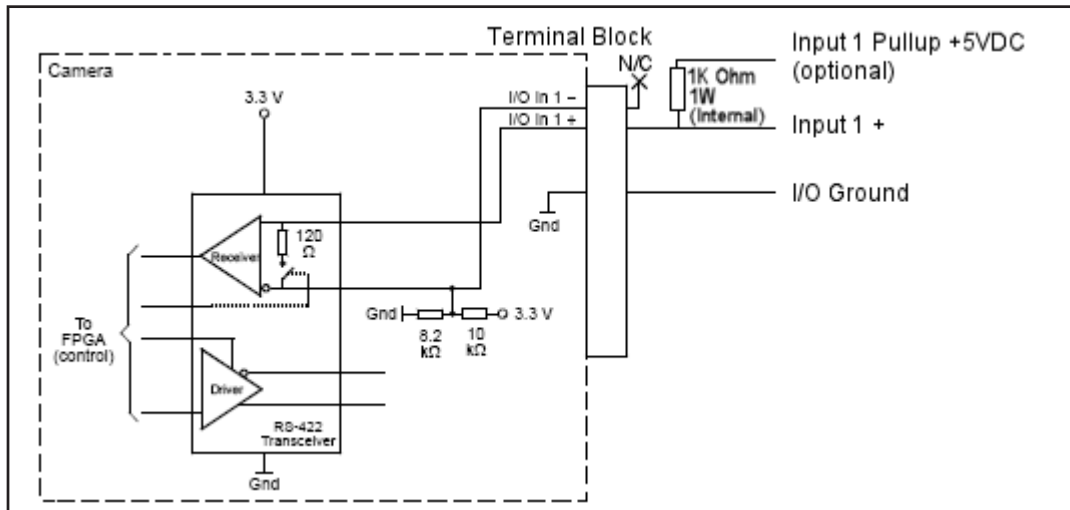 Terminal Block
Camera
N/C
Input 1 Pullup +5VDC
(optional)
1K Ohm
1W
(Internal)
3.3 V
I/O In 1 –
I/O In 1 +
Input 1 +
I/O Ground
Gnd
120
Ω
Receiver
Gnd
3.3 V
8.2
kΩ
10
kΩ
To
FPGA
(control)
Driver
RS-422
Transceiver
Gnd